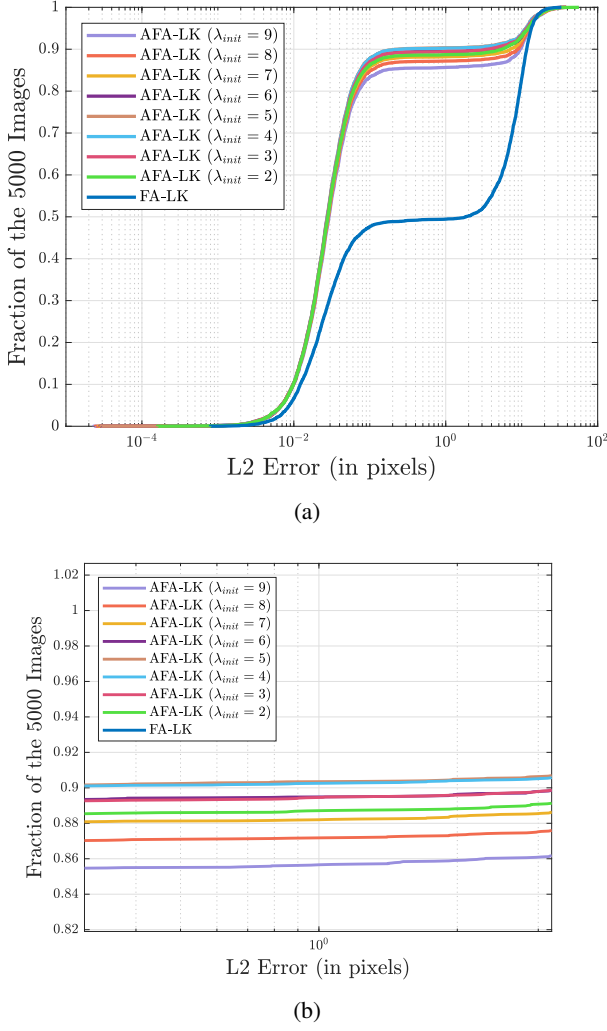 1
0.9
0.8
0.7
0.6
0.5
0.4
0.3
0.2
0.1
0
Fraction of the 5000 Images
AFA-LK (λinit = 9)
AFA-LK (λinit = 8)
AFA-LK (λinit = 7)
AFA-LK (λinit = 6)
AFA-LK (λinit = 5)
AFA-LK (λinit = 4)
AFA-LK (λinit = 3)
AFA-LK (λinit = 2)
FA-LK
10⁻⁴ 10⁻² 10⁰ 10²
L2 Error (in pixels)
(a)
1.02
1
0.98
0.96
0.94
0.92
0.9
0.88
0.86
0.84
0.82
Fraction of the 5000 Images
AFA-LK (λinit = 9)
AFA-LK (λinit = 8)
AFA-LK (λinit = 7)
AFA-LK (λinit = 6)
AFA-LK (λinit = 5)
AFA-LK (λinit = 4)
AFA-LK (λinit = 3)
AFA-LK (λinit = 2)
FA-LK
10⁰
L2 Error (in pixels)
(b)